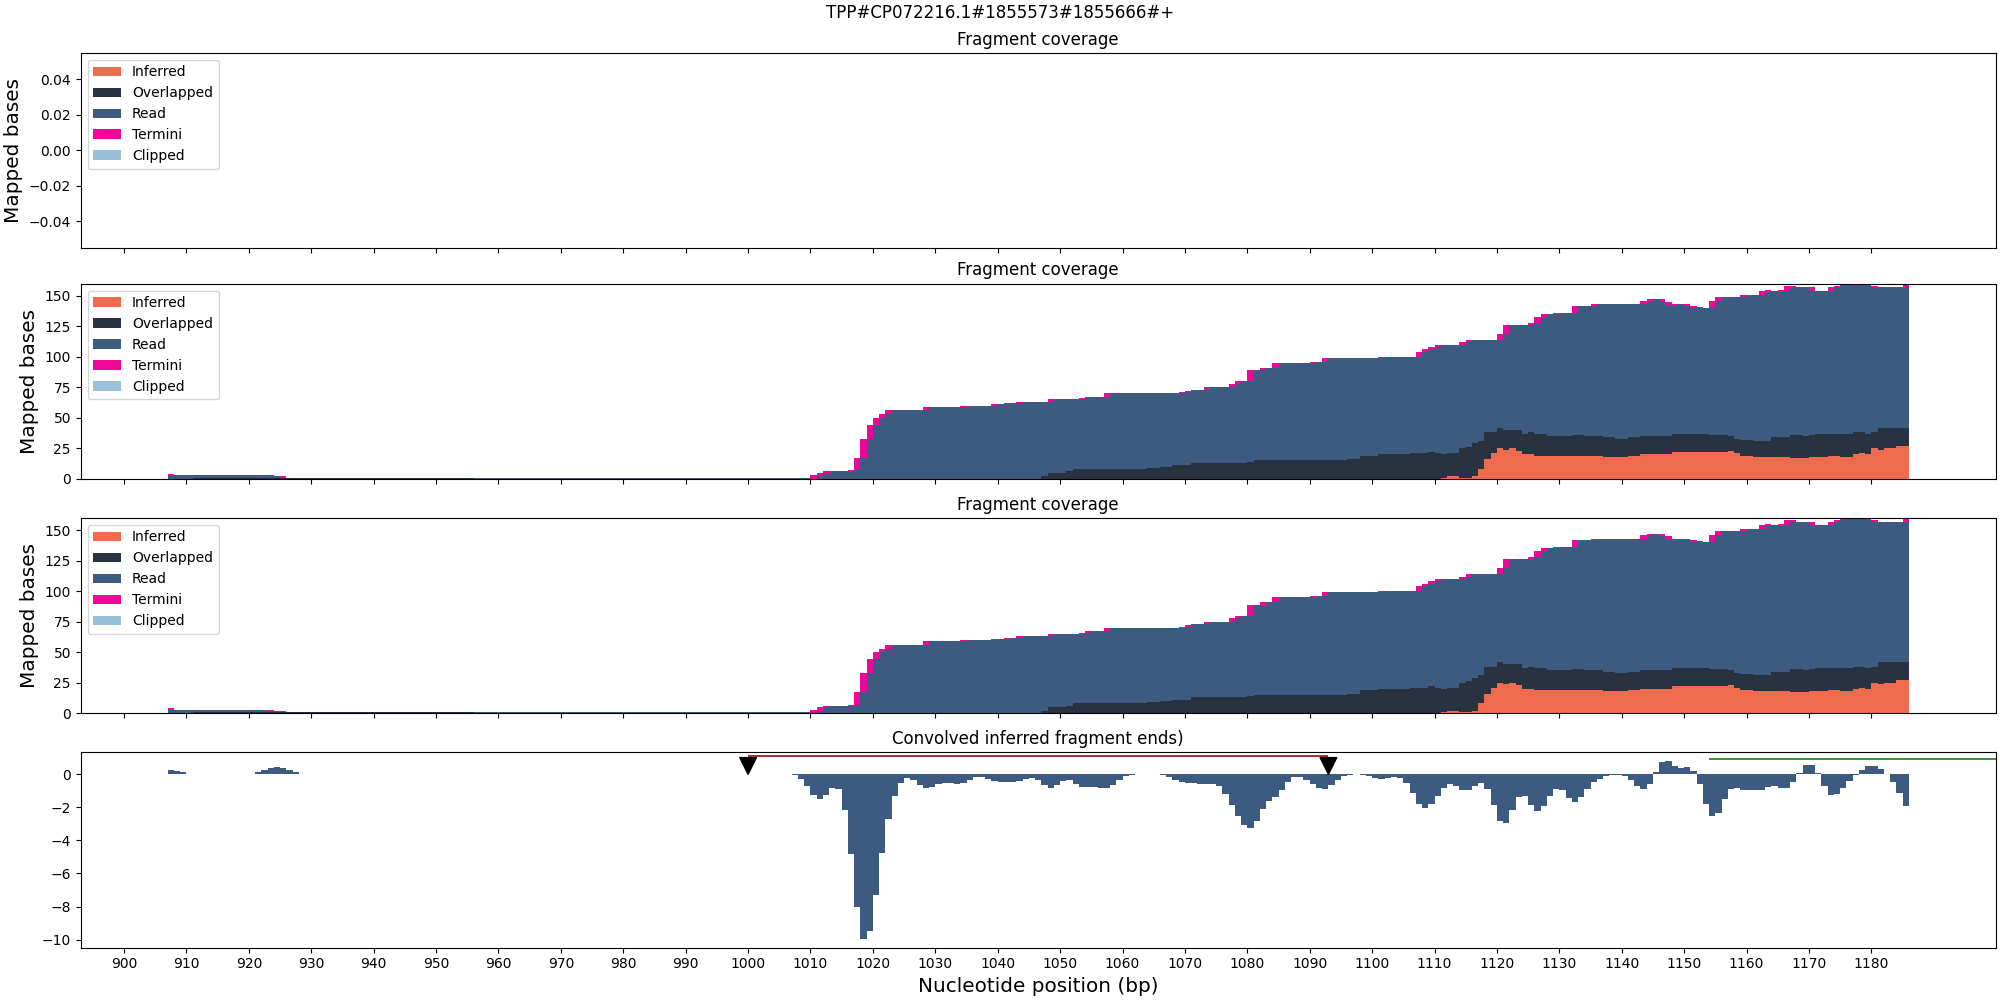 TPP#CP072216.1#1855573#1855666#+
Fragment coverage
Mapped bases
0.04
0.02
0.00
−0.02
−0.04
Inferred
Overlapped
Read
Termini
Clipped
Fragment coverage
Mapped bases
150
125
100
75
50
25
0
Inferred
Overlapped
Read
Termini
Clipped
Fragment coverage
Mapped bases
150
125
100
75
50
25
0
Inferred
Overlapped
Read
Termini
Clipped
Convolved inferred fragment ends)
0
−2
−4
−6
−8
−10
900 910 920 930 940 950 960 970 980 990 1000 1010 1020 1030 1040 1050 1060 1070 1080 1090 1100 1110 1120 1130 1140 1150 1160 1170 1180
Nucleotide position (bp)